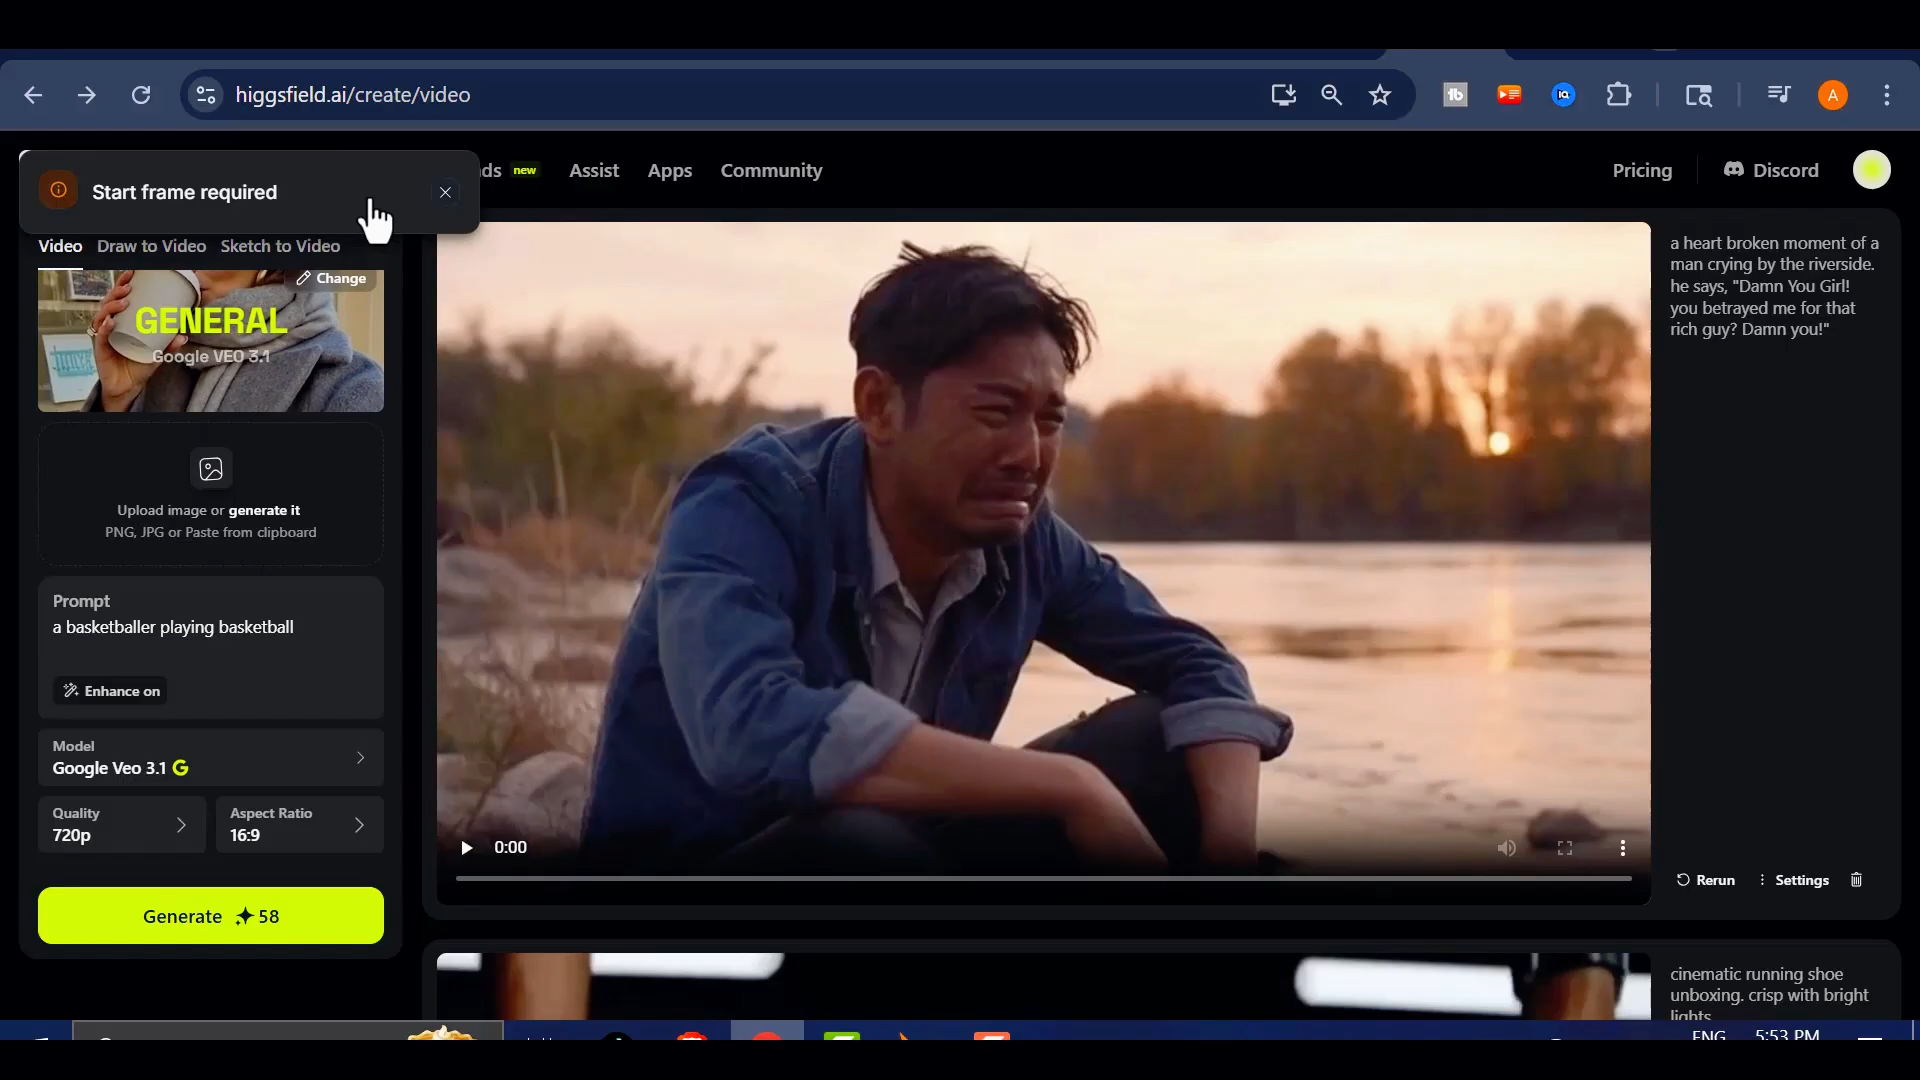 higgsfield.ai/create/video
Start frame required
ds new
Assist
Apps
Community
Pricing
Discord
Video
Draw to Video
Sketch to Video
Change
GENERAL
Google VEO 3.1
Upload image or generate it
PNG, JPG or Paste from clipboard
Prompt
a basketballer playing basketball
Enhance on
Model
Google Veo 3.1 G
Quality
720p
Aspect Ratio
16:9
Generate 58
0:00
a heart broken moment of a
man crying by the riverside.
he says, "Damn You Girl!
you betrayed me for that
rich guy? Damn you!"
Rerun
Settings
cinematic running shoe
unboxing. crisp with bright
lights
ENG
5:53 PM
tb
IQ
A